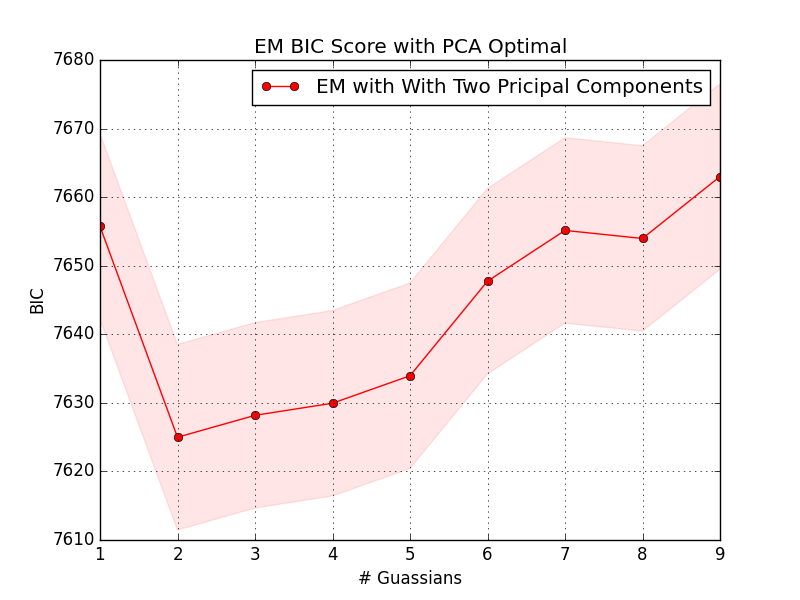 EM BIC Score with PCA Optimal
EM with With Two Pricipal Components
7680
7670
7660
7650
7640
7630
7620
7610
BIC
1 2 3 4 5 6 7 8 9
# Guassians